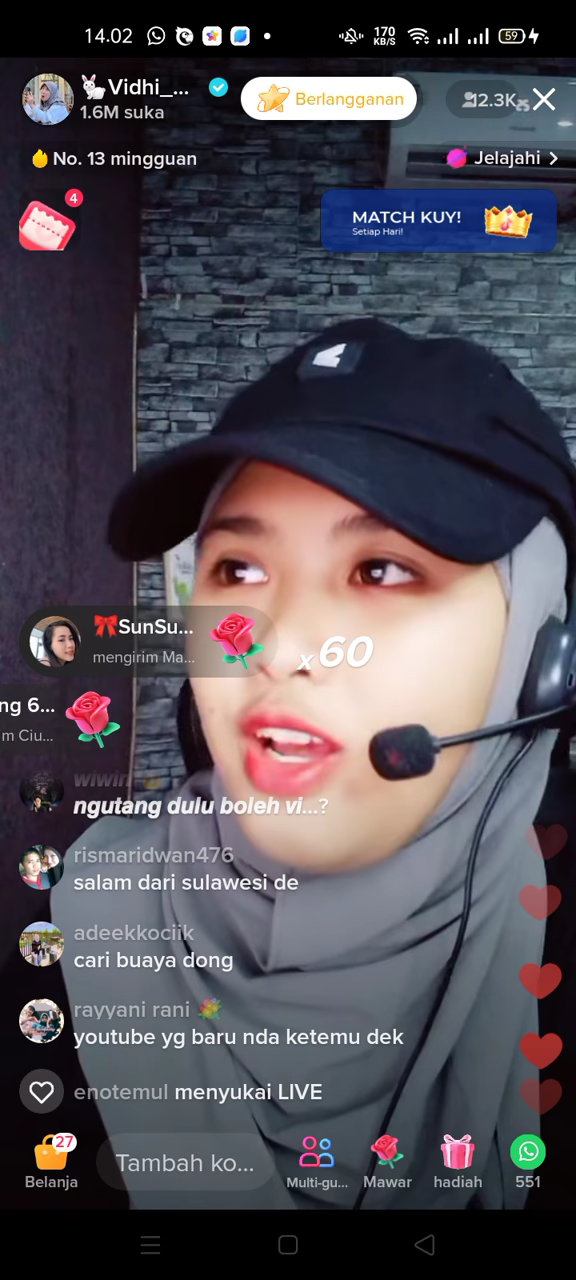 14.02
170
KB/S
59
Vidhi_...
1.6M suka
Berlangganan
12.3K
No. 13 mingguan
Jelajahi >
4
MATCH KUY!
Setiap Hari!
SunSu...
mengirim Ma...
x60
ng 6...
m Ciu...
wiwin
ngutang dulu boleh vi...?
rismaridwan476
salam dari sulawesi de
adeekkociik
cari buaya dong
rayyani rani
youtube yg baru nda ketemu dek
enotemul menyukai LIVE
27
Belanja
Tambah ko...
Multi-gu...
Mawar
hadiah
551